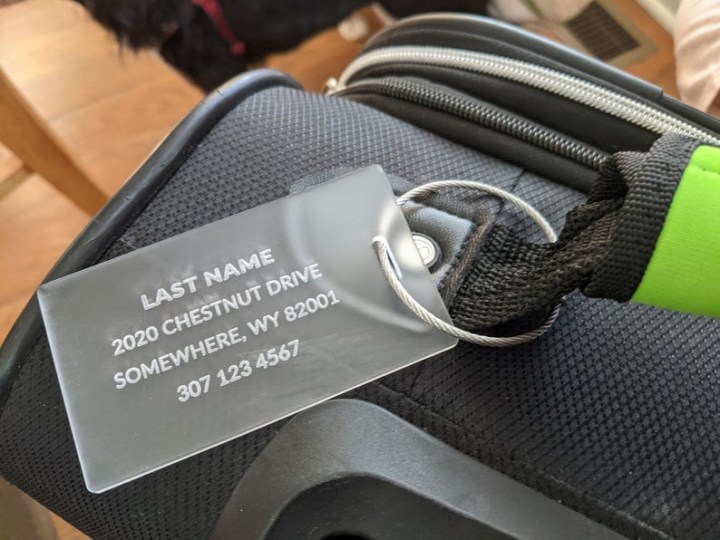 LAST NAME
2020 CHESTNUT DRIVE
SOMEWHERE, WY 82001
307 123 4567